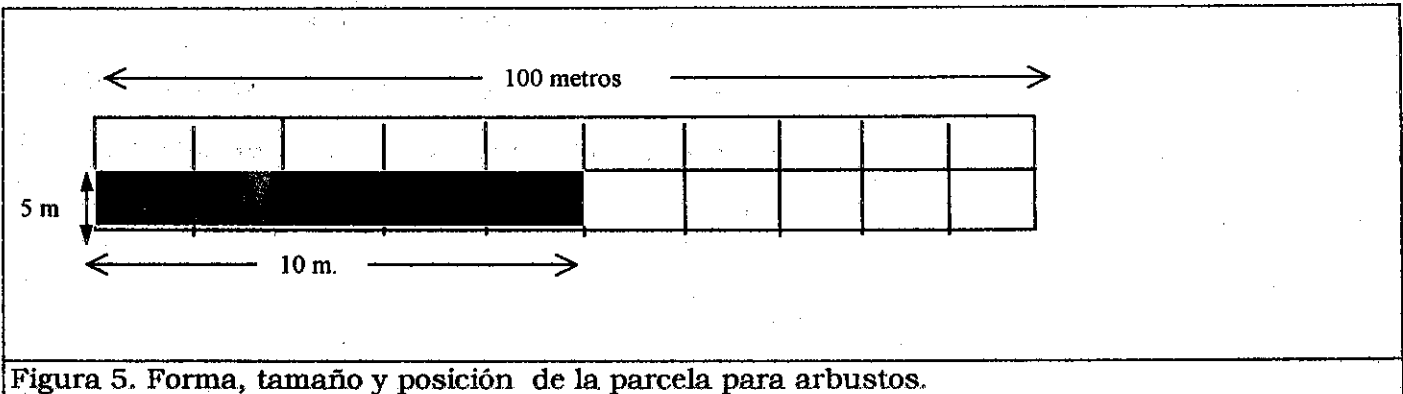 100 metros
5 m
10 m.
Figura 5. Forma, tamaño y posición de la parcela para arbustos.